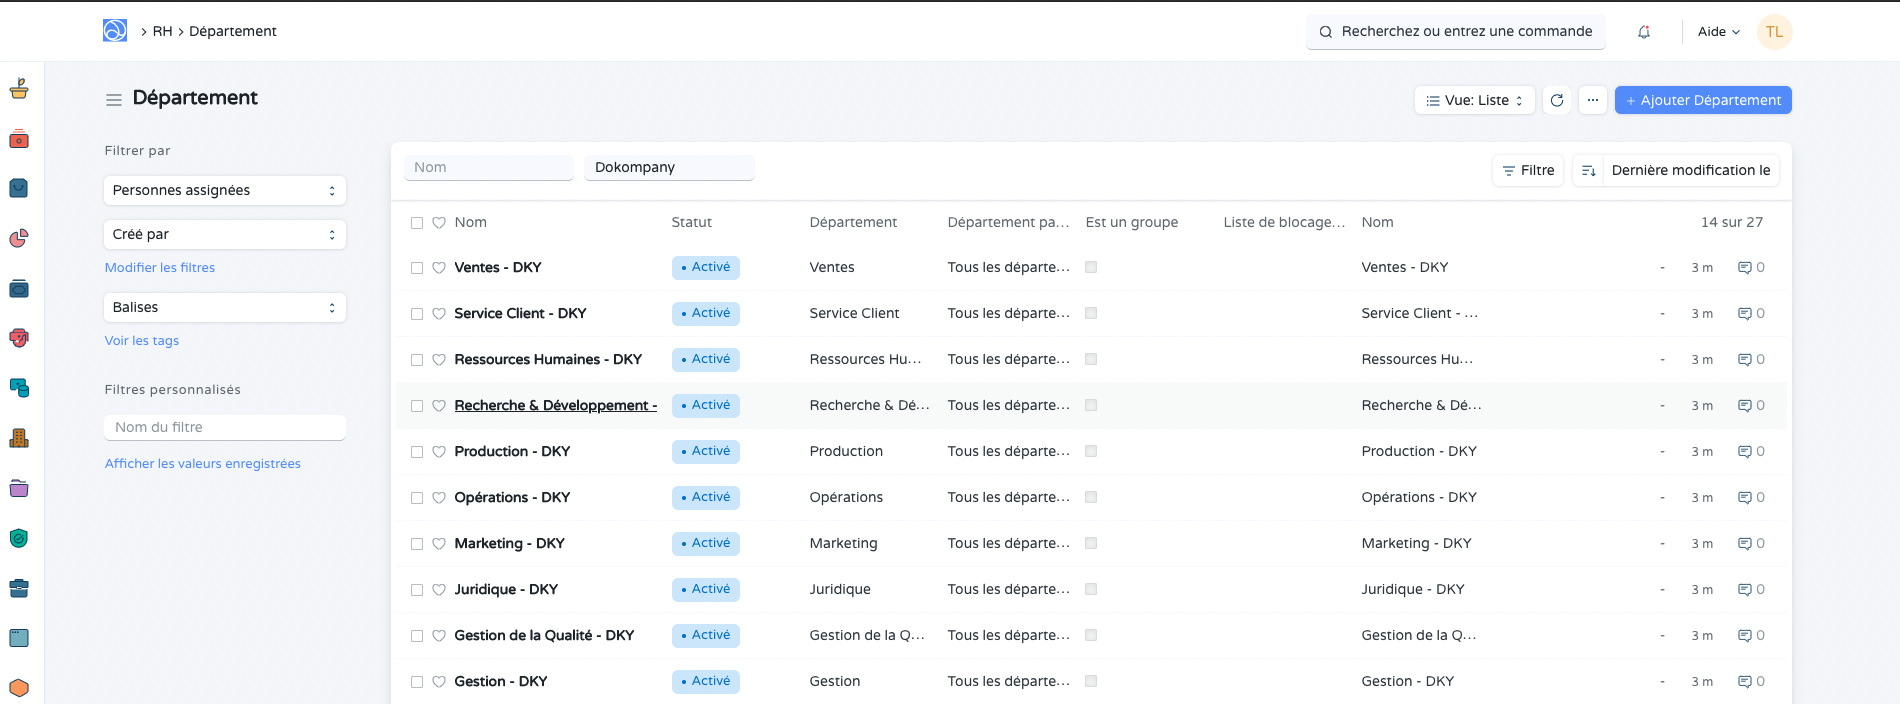 RH
Département
Recherchez ou entrez une commande
Aide
TL
Département
Vue: Liste
...
+ Ajouter Département
Filtrer par
Personnes assignées
Créé par
Modifier les filtres
Balises
Voir les tags
Filtres personnalisés
Nom du filtre
Afficher les valeurs enregistrées
Nom
Dokompany
Filtre
Dernière modification le
Nom Statut Département Département pa... Est un groupe Liste de blocage... Nom 14 sur 27
Ventes - DKY Activé Ventes Tous les départe... Ventes - DKY - 3 m 0
Service Client - DKY Activé Service Client Tous les départe... Service Client - ... - 3 m 0
Ressources Humaines - DKY Activé Ressources Hu... Tous les départe... Ressources Hu... - 3 m 0
Recherche & Développement - Activé Recherche & Dé... Tous les départe... Recherche & Dé... - 3 m 0
Production - DKY Activé Production Tous les départe... Production - DKY - 3 m 0
Opérations - DKY Activé Opérations Tous les départe... Opérations - DKY - 3 m 0
Marketing - DKY Activé Marketing Tous les départe... Marketing - DKY - 3 m 0
Juridique - DKY Activé Juridique Tous les départe... Juridique - DKY - 3 m 0
Gestion de la Qualité - DKY Activé Gestion de la Q... Tous les départe... Gestion de la Q... - 3 m 0
Gestion - DKY Activé Gestion Tous les départe... Gestion - DKY - 3 m 0